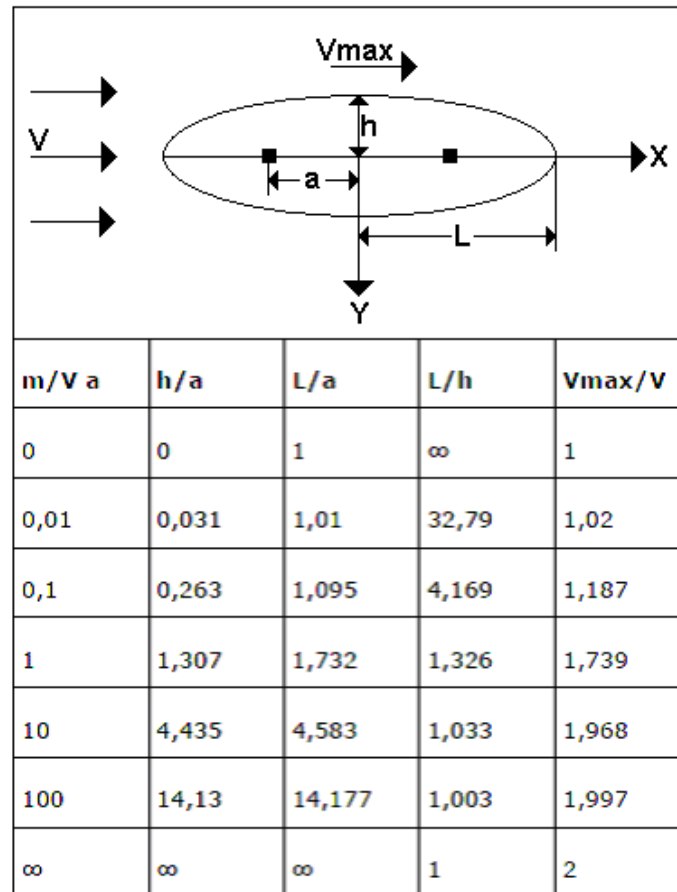 Vmax
V
h
a
X
L
Y
m/V a h/a L/a L/h Vmax/V
0 0 1 ∞ 1
0,01 0,031 1,01 32,79 1,02
0,1 0,263 1,095 4,169 1,187
1 1,307 1,732 1,326 1,739
10 4,435 4,583 1,033 1,968
100 14,13 14,177 1,003 1,997
∞ ∞ ∞ 1 2